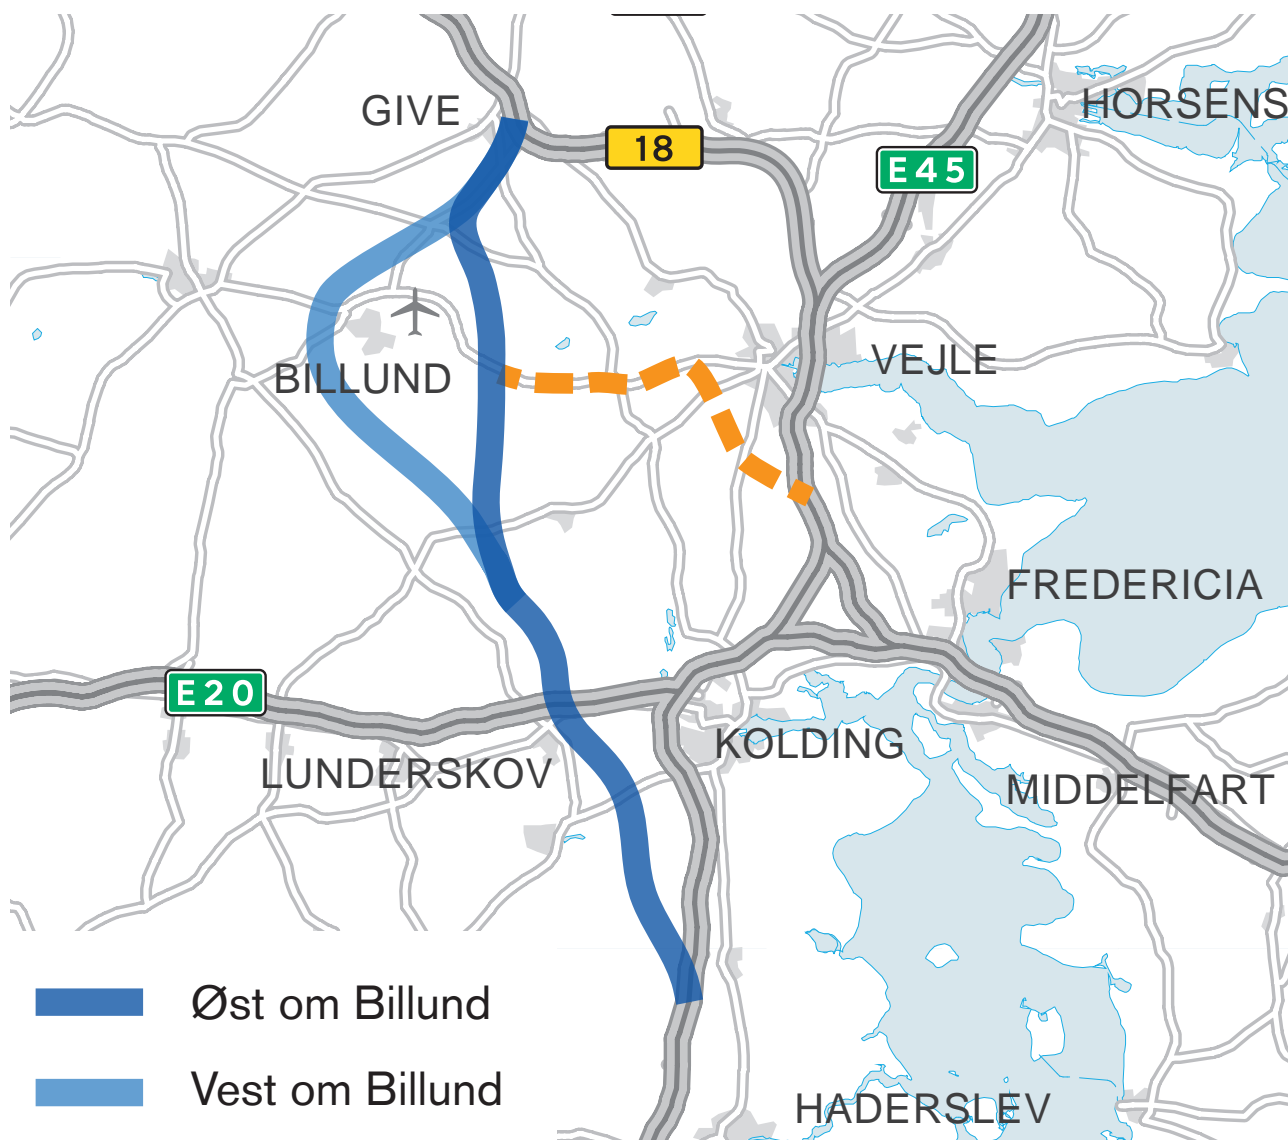 HORSENS
GIVE
18
E45
VEJLE
BILLUND
FREDERICIA
E20
KOLDING
LUNDERSKOV
MIDDELFART
Øst om Billund
Vest om Billund
HADERSLEV